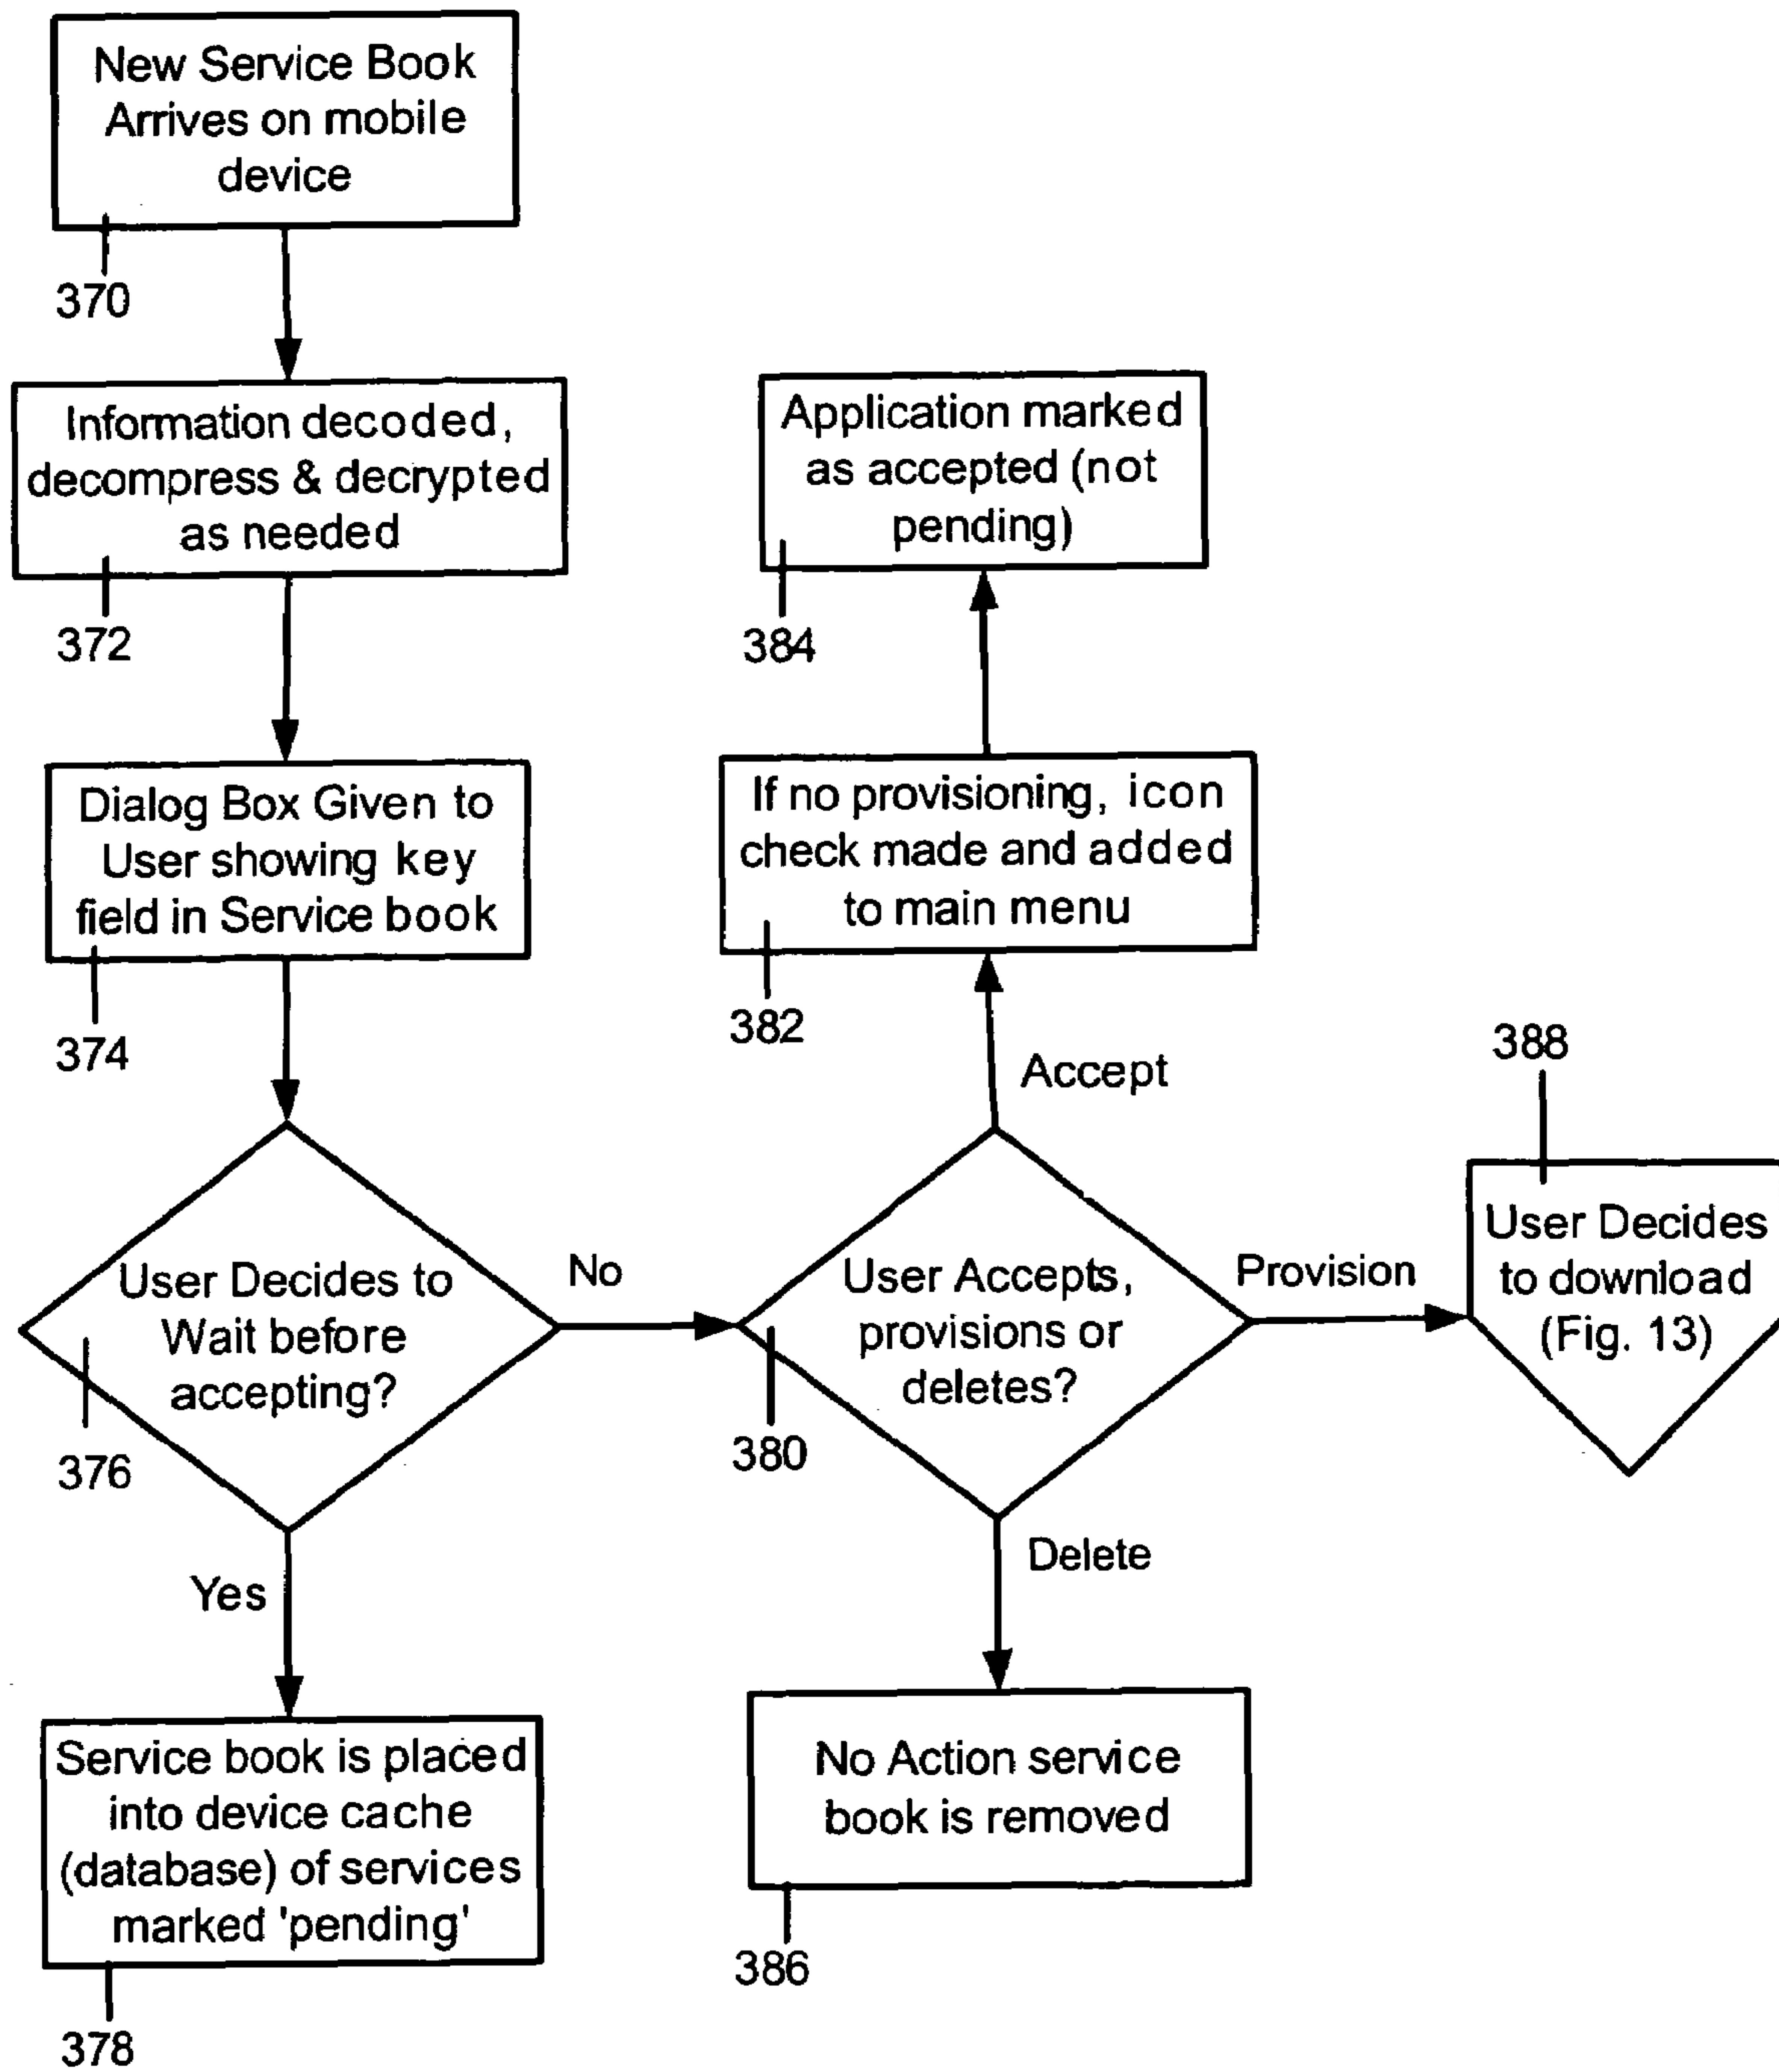 New Service Book
Arrives on mobile
device
370
Information decoded,
decompress & decrypted
as needed
372
Dialog Box Given to
User showing key
field in Service book
374
User Decides to
Wait before
accepting?
376
Yes
No
Service book is placed
into device cache
(database) of services
marked 'pending'
378
Application marked
as accepted (not
pending)
384
If no provisioning, icon
check made and added
to main menu
382
Accept
User Accepts,
provisions or
deletes?
380
Provision
Delete
388
User Decides
to download
(Fig. 13)
No Action service
book is removed
386